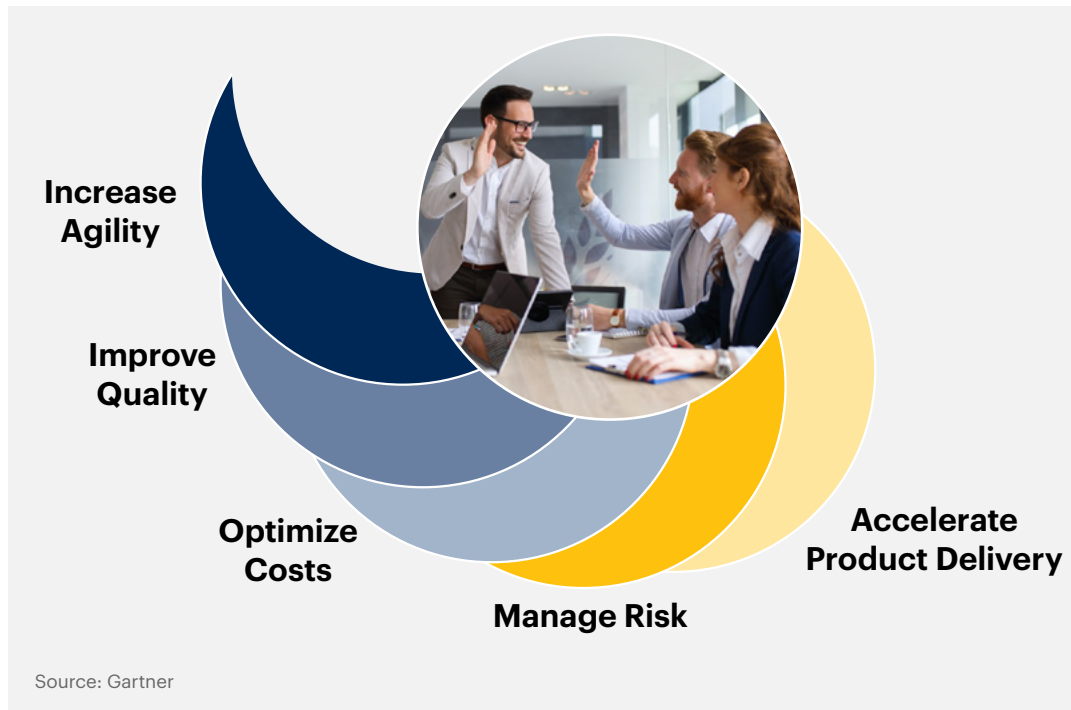 Increase
Agility
Improve
Quality
Optimize
Costs
Manage Risk
Accelerate
Product Delivery
Source: Gartner